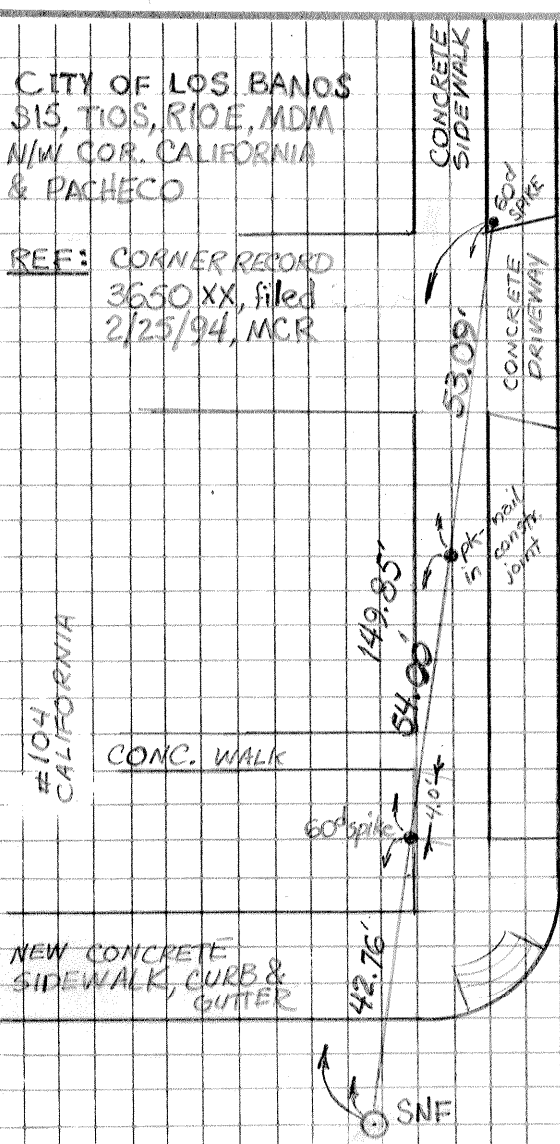 CITY OF LOS BANOS
S15, T10S, R10E, MDM
N/W COR. CALIFORNIA
& PACHECO
REF: CORNER RECORD
3650 XX, filed
2/25/94, MCR
CONCRETE
SIDEWALK
60d
SPIKE
CONCRETE
DRIVEWAY
53.09'
pk-nail
in constr.
joint
149.85'
54.00'
#104
CALIFORNIA
CONC. WALK
4.0'
60d spike
NEW CONCRETE
SIDEWALK, CURB &
GUTTER
42.76'
SNF